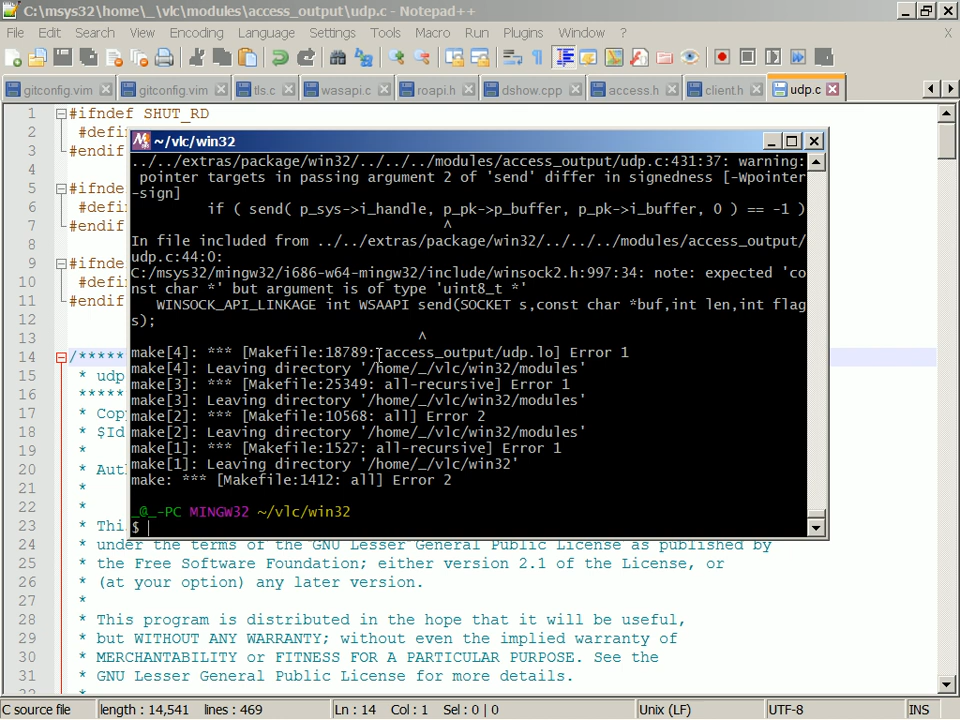 C:\msys32\home\_\vlc\modules\access_output\udp.c - Notepad++
File Edit Search View Encoding Language Settings Tools Macro Run Plugins Window ? X
gitconfig.vim gitconfig.vim tls.c wasapi.c roapi.h dshow.cpp access.h client.h udp.c
1 #ifndef SHUT_RD
2 #defi
3 #endif
4
5 #ifnde
6 #defi
7 #endif
8
9 #ifnde
10 #defi
11 #endif
12
13
14 /*****
15 * udp
16 *****
17 * Cop
18 * $Id
19 *
20 * Aut
21 *
22 *
23 * Thi
24 * under the terms of the GNU Lesser General Public License as published by
25 * the Free Software Foundation; either version 2.1 of the License, or
26 * (at your option) any later version.
27 *
28 * This program is distributed in the hope that it will be useful,
29 * but WITHOUT ANY WARRANTY; without even the implied warranty of
30 * MERCHANTABILITY or FITNESS FOR A PARTICULAR PURPOSE. See the
31 * GNU Lesser General Public License for more details.
~/vlc/win32
../../extras/package/win32/../../../modules/access_output/udp.c:431:37: warning:
pointer targets in passing argument 2 of 'send' differ in signedness [-Wpointer
-sign]
if ( send( p_sys->i_handle, p_pk->p_buffer, p_pk->i_buffer, 0 ) == -1 )
^
In file included from ../../extras/package/win32/../../../modules/access_output/
udp.c:44:0:
C:/msys32/mingw32/i686-w64-mingw32/include/winsock2.h:997:34: note: expected 'co
nst char *' but argument is of type 'uint8_t *'
WINSOCK_API_LINKAGE int WSAAPI send(SOCKET s,const char *buf,int len,int flag
s);
^
make[4]: *** [Makefile:18789: access_output/udp.lo] Error 1
make[4]: Leaving directory '/home/_/vlc/win32/modules'
make[3]: *** [Makefile:25349: all-recursive] Error 1
make[3]: Leaving directory '/home/_/vlc/win32/modules'
make[2]: *** [Makefile:10568: all] Error 2
make[2]: Leaving directory '/home/_/vlc/win32/modules'
make[1]: *** [Makefile:1527: all-recursive] Error 1
make[1]: Leaving directory '/home/_/vlc/win32'
make: *** [Makefile:1412: all] Error 2
_@_-PC MINGW32 ~/vlc/win32
$
C source file length : 14,541 lines : 469 Ln : 14 Col : 1 Sel : 0 | 0 Unix (LF) UTF-8 INS